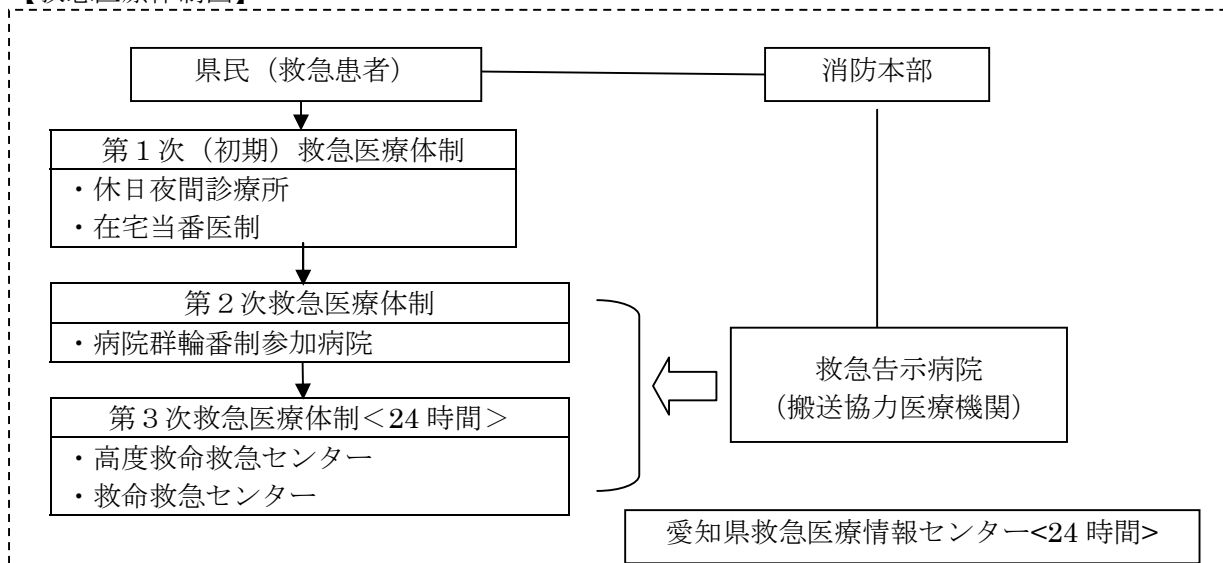 【救急医療体制図】
県民（救急患者）
消防本部
第１次（初期）救急医療体制
・休日夜間診療所
・在宅当番医制
第２次救急医療体制
・病院群輪番制参加病院
救急告示病院
（搬送協力医療機関）
第３次救急医療体制＜24 時間＞
・高度救命救急センター
・救命救急センター
愛知県救急医療情報センター<24 時間>